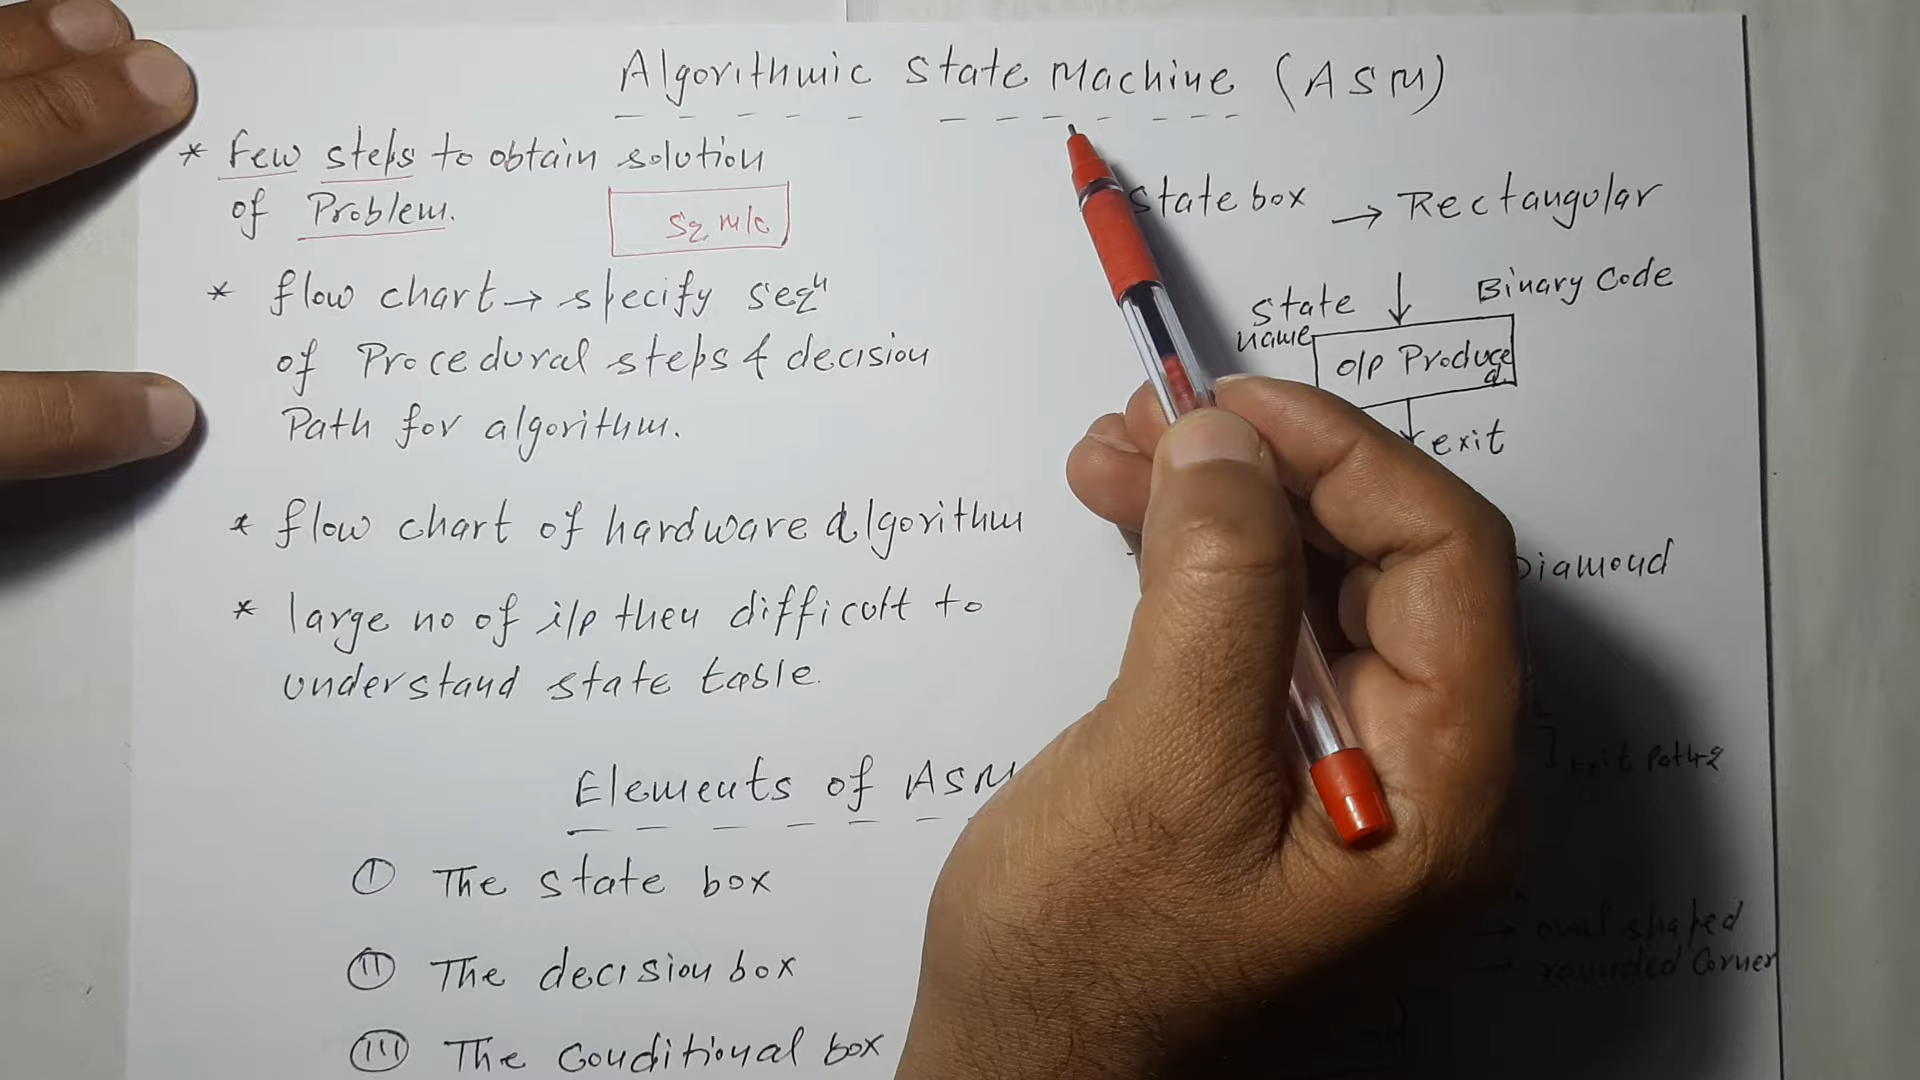 Algorithmic State Machine (ASM)
* Few steps to obtain solution
of Problem.
Sq m/c
* flow chart → specify seqⁿ
of Procedural steps & decision
Path for algorithm.
* flow chart of hardware algorithm
* large no of i/p then difficult to
understand state table.
Elements of ASM
I The state box
II The decision box
III The conditional box
state box → Rectangular
State name
Binary Code
o/p Produced
exit
Diamond
Exit Path-2
→ oval shaped
→ rounded Corner